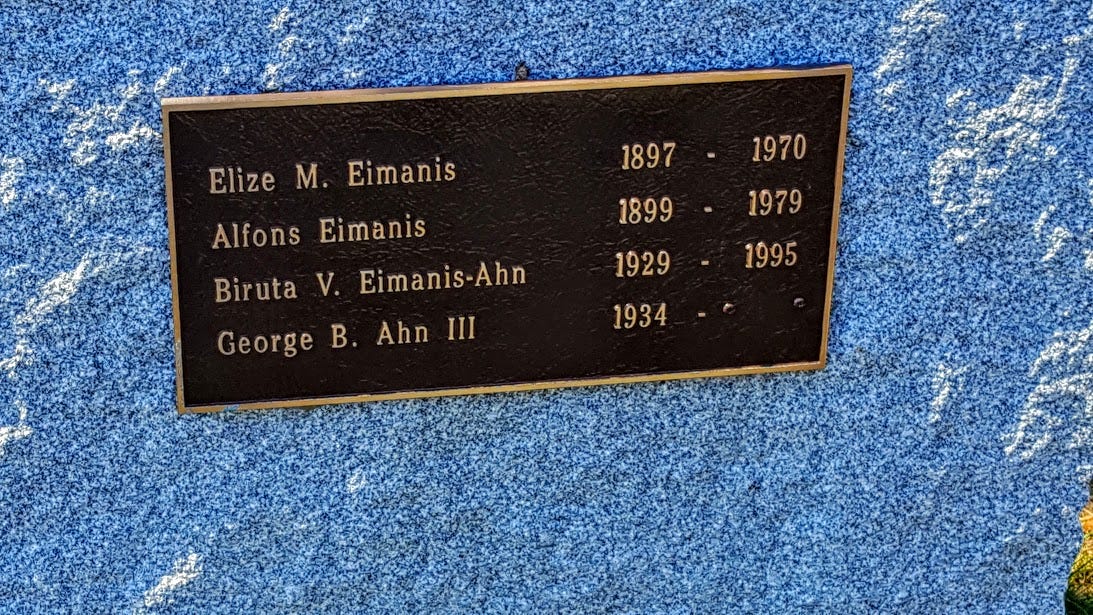 Elize M. Eimanis 1897 - 1970
Alfons Eimanis 1899 - 1979
Biruta V. Eimanis-Ahn 1929 - 1995
George B. Ahn III 1934 -